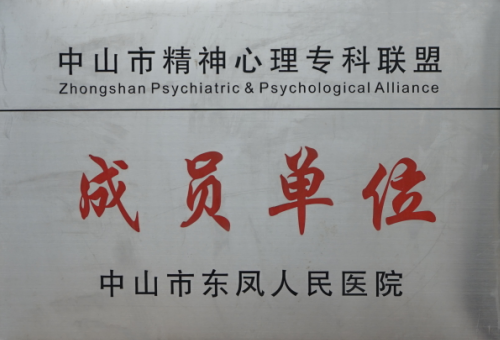 中山市精神心理专科联盟
Zhongshan Psychiatric & Psychological Alliance
成员单位
中山市东凤人民医院